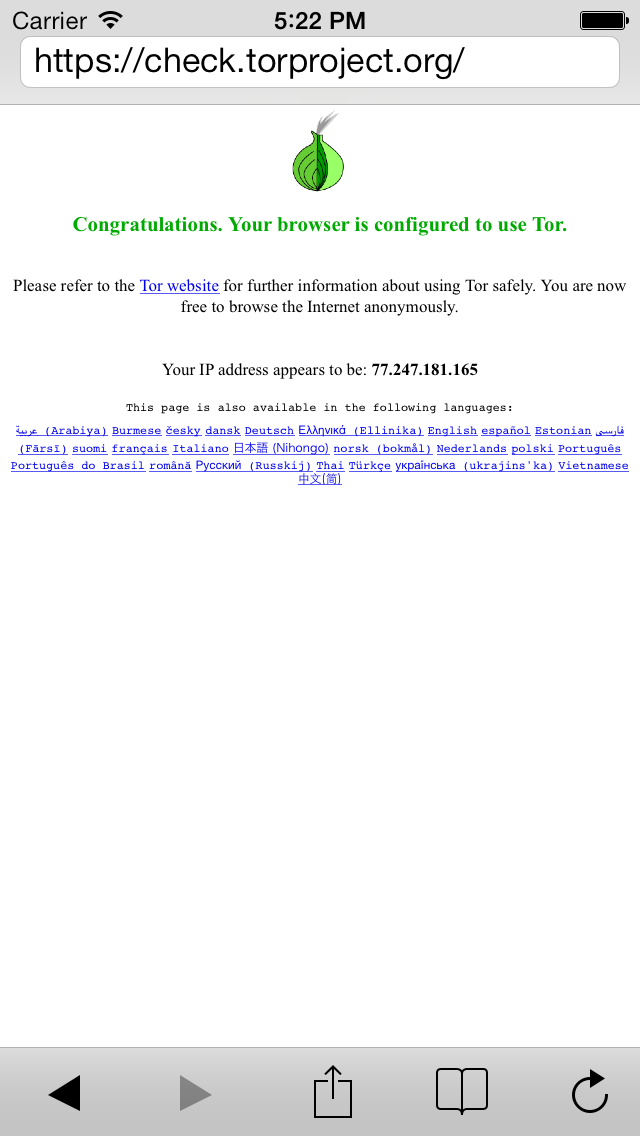 Carrier 5:22 PM
https://check.torproject.org/
Congratulations. Your browser is configured to use Tor.
Please refer to the Tor website for further information about using Tor safely. You are now
free to browse the Internet anonymously.
Your IP address appears to be: 77.247.181.165
This page is also available in the following languages:
عربية (Arabiya) Burmese česky dansk Deutsch Ελληνικά (Ellinika) English español Estonian فارسی
(Fārsī) suomi français Italiano 日本語 (Nihongo) norsk (bokmål) Nederlands polski Português
Português do Brasil română Русский (Russkij) Thai Türkçe українська (ukrajins'ka) Vietnamese
中文(简)